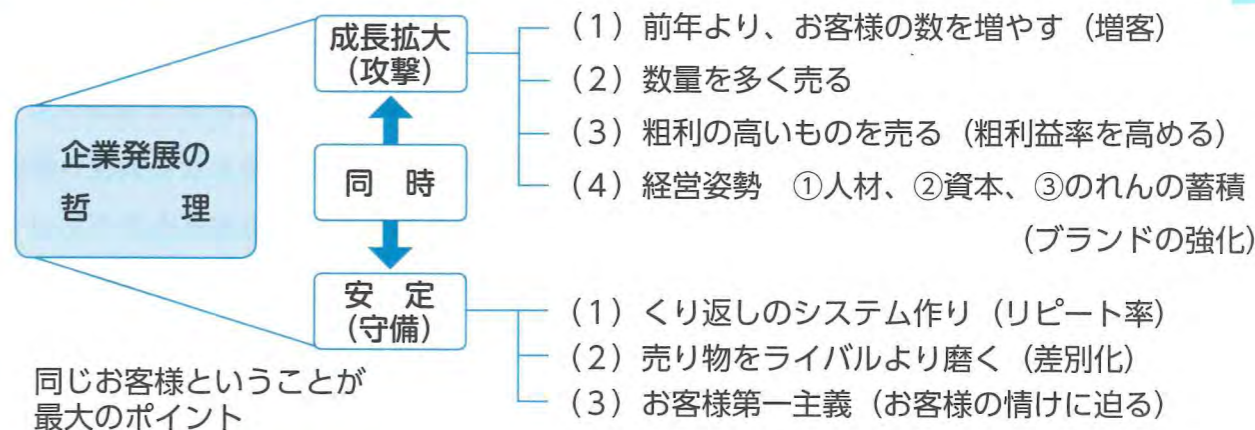 企業発展の
哲 理
成長拡大
(攻撃)
同 時
安 定
(守備)
(1)前年より、お客様の数を増やす(増客)
(2)数量を多く売る
(3)粗利の高いものを売る(粗利益率を高める)
(4)経営姿勢 ①人材、②資本、③のれんの蓄積
(ブランドの強化)
(1)くり返しのシステム作り(リピート率)
(2)売り物をライバルより磨く(差別化)
(3)お客様第一主義(お客様の情けに迫る)
同じお客様ということが
最大のポイント